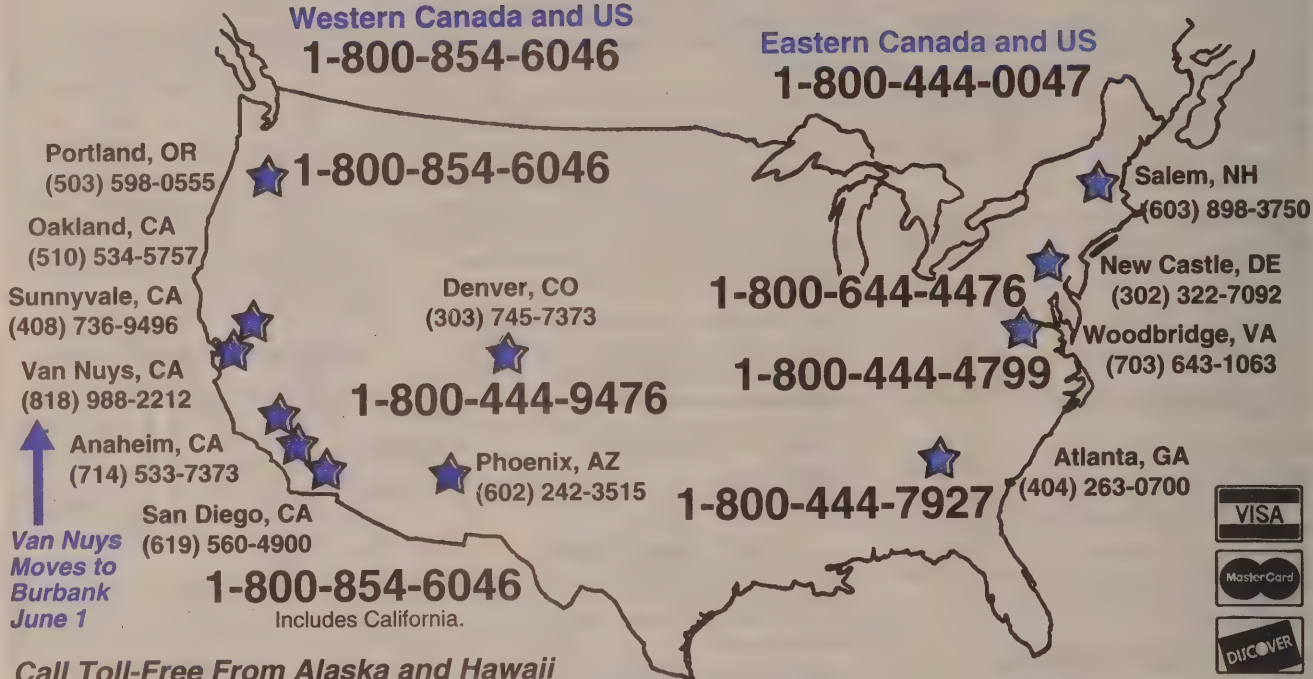 Western Canada and US
1-800-854-6046
Eastern Canada and US
1-800-444-0047
Portland, OR
(503) 598-0555
1-800-854-6046
Oakland, CA
(510) 534-5757
Sunnyvale, CA
(408) 736-9496
Van Nuys, CA
(818) 988-2212
Anaheim, CA
(714) 533-7373
San Diego, CA
(619) 560-4900
Van Nuys
Moves to
Burbank
June 1
1-800-854-6046
Includes California.
Denver, CO
(303) 745-7373
1-800-444-9476
Phoenix, AZ
(602) 242-3515
Salem, NH
(603) 898-3750
New Castle, DE
(302) 322-7092
1-800-644-4476
Woodbridge, VA
(703) 643-1063
1-800-444-4799
Atlanta, GA
(404) 263-0700
1-800-444-7927
VISA
MasterCard
DISCOVER
Call Toll-Free From Alaska and Hawaii